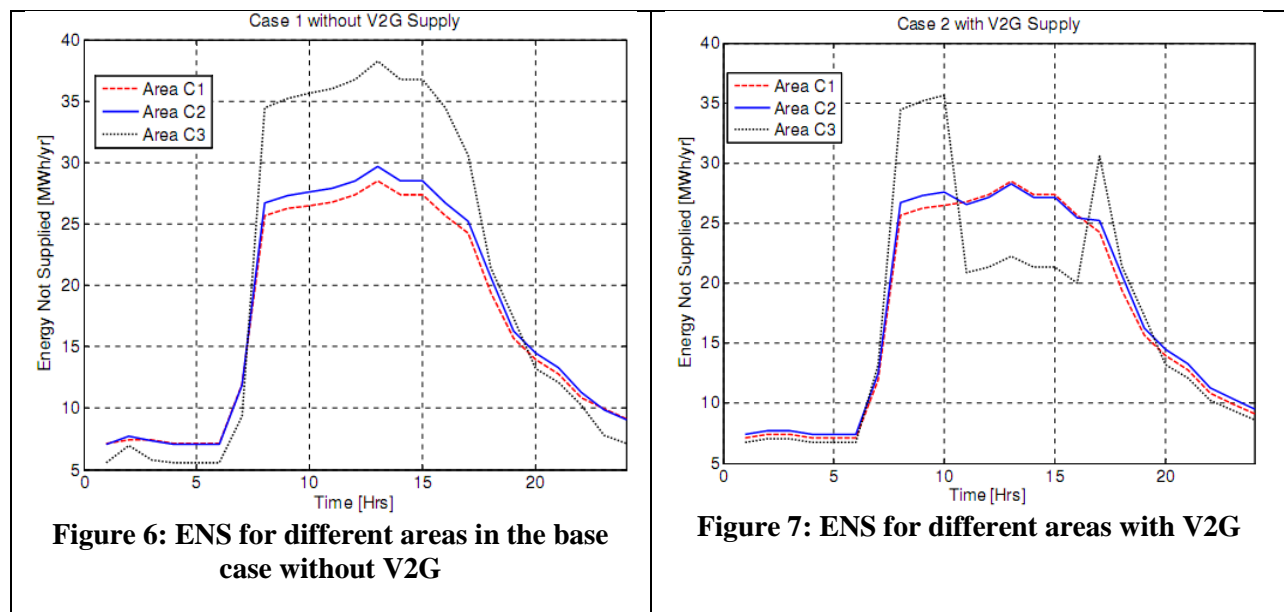 Case 1 without V2G Supply
40
35
30
25
20
15
10
5
Energy Not Supplied [MWh/yr]
Area C1
Area C2
Area C3
0
5
10
15
20
Time [Hrs]
Figure 6: ENS for different areas in the base
case without V2G
Case 2 with V2G Supply
40
35
30
25
20
15
10
5
Energy Not Supplied [MWh/yr]
Area C1
Area C2
Area C3
0
5
10
15
20
Time [Hrs]
Figure 7: ENS for different areas with V2G